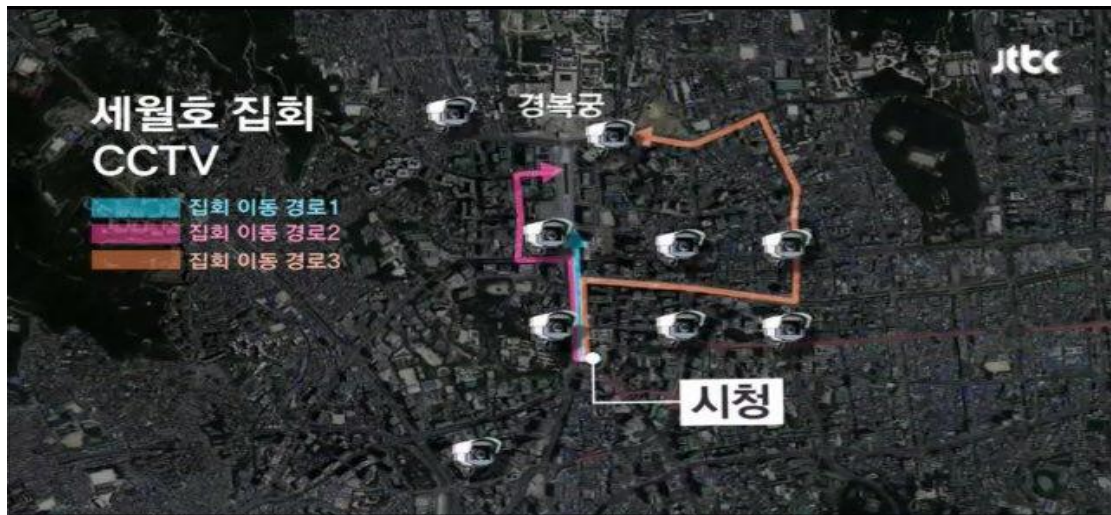 jtbc
세월호 집회
경복궁
CCTV
집회 이동 경로1
집회 이동 경로2
집회 이동 경로3
시청